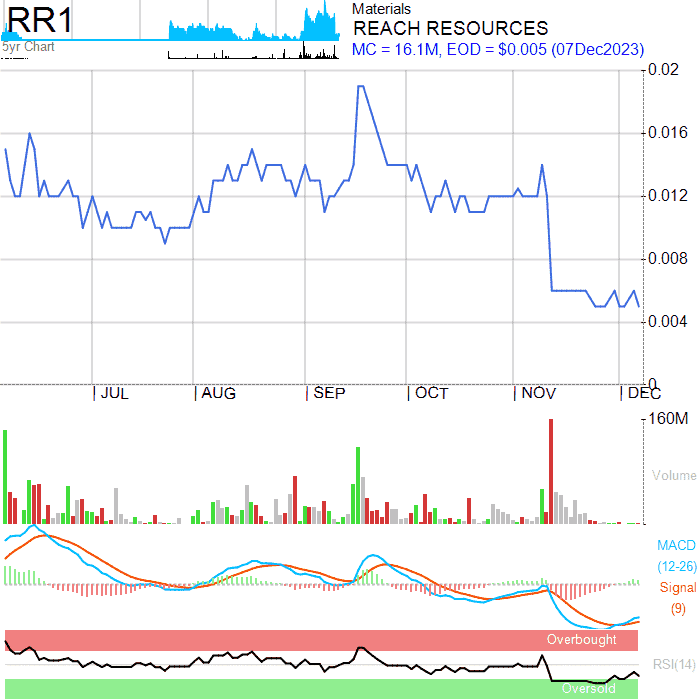 RR1
5yr Chart
Materials
REACH RESOURCES
MC = 16.1M, EOD = $0.005 (07Dec2023)
0.02
0.016
0.012
0.008
0.004
0
JUL AUG SEP OCT NOV DEC
160M
Volume
MACD
(12-26)
Signal
(9)
Overbought
RSI(14)
Oversold